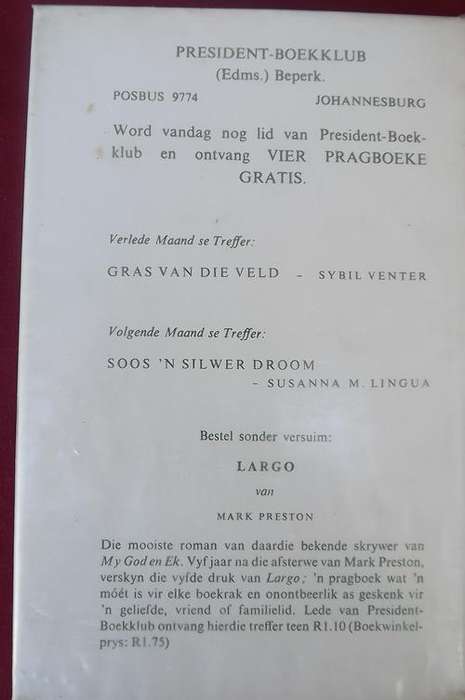 PRESIDENT-BOEKKLUB
(Edms.) Beperk.
POSBUS 9774 JOHANNESBURG
Word vandag nog lid van President-Boek-
klub en ontvang VIER PRAGBOEKE
GRATIS.
Verlede Maand se Treffer:
GRAS VAN DIE VELD – SYBIL VENTER
Volgende Maand se Treffer:
SOOS 'N SILWER DROOM
– SUSANNA M. LINGUA
Bestel sonder versuim:
LARGO
van
MARK PRESTON
Die mooiste roman van daardie bekende skrywer van
My God en Ek. Vyf jaar na die afsterwe van Mark Preston,
verskyn die vyfde druk van Largo; 'n pragboek wat 'n
móét is vir elke boekrak en onontbeerlik as geskenk vir
'n geliefde, vriend of familielid. Lede van President-
Boekklub ontvang hierdie treffer teen R1.10 (Boekwinkel-
prys: R1.75)